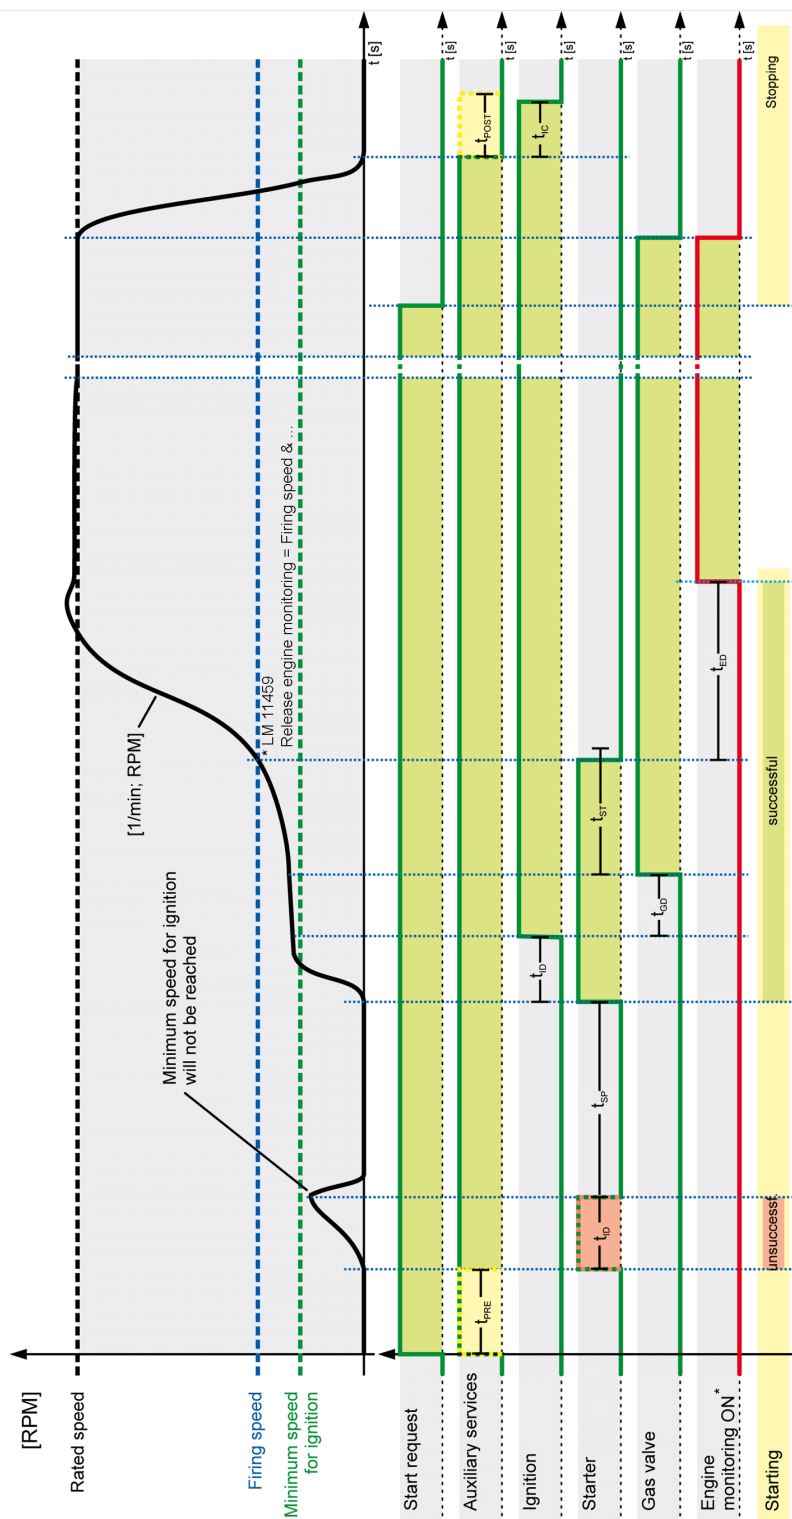 [RPM]
Rated speed
Firing speed
Minimum speed
for ignition
Minimum speed for ignition
will not be reached
[1/min; RPM]
* LM 11459
Release engine monitoring = Firing speed & ...
t [s]
Start request
t [s]
Auxiliary services
tPRE
tPOST
t [s]
Ignition
tID
tIC
t [s]
Starter
tID
tSP
tST
t [s]
Gas valve
tGD
t [s]
Engine
monitoring ON*
tED
t [s]
Starting
unsuccessf
successful
Stopping